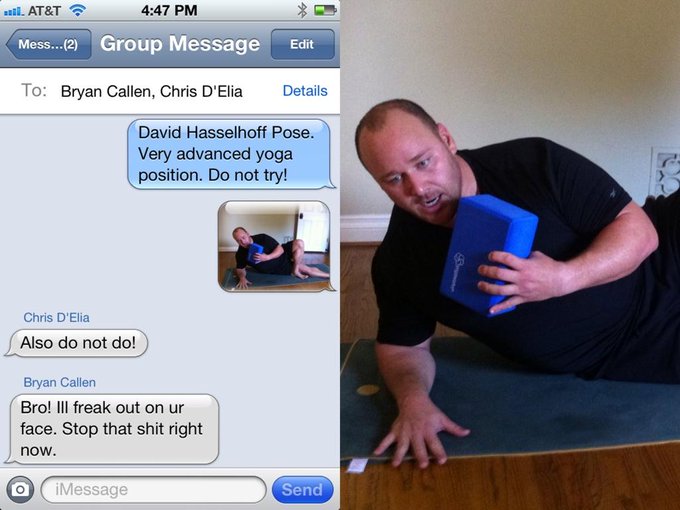 AT&T 4:47 PM
Mess...(2) Group Message Edit
To: Bryan Callen, Chris D'Elia Details
David Hasselhoff Pose.
Very advanced yoga
position. Do not try!
Chris D'Elia
Also do not do!
Bryan Callen
Bro! Ill freak out on ur
face. Stop that shit right
now.
iMessage Send